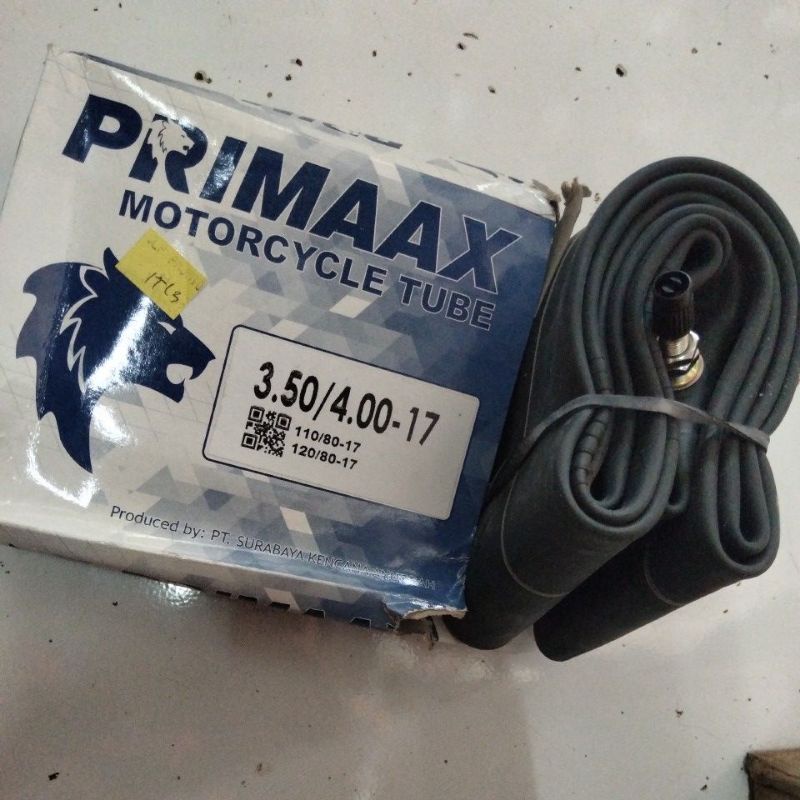 PRIMAAX
MOTORCYCLE TUBE
3.50/4.00-17
110/80-17
120/80-17
Produced by: PT. SURABAYA KENCANA